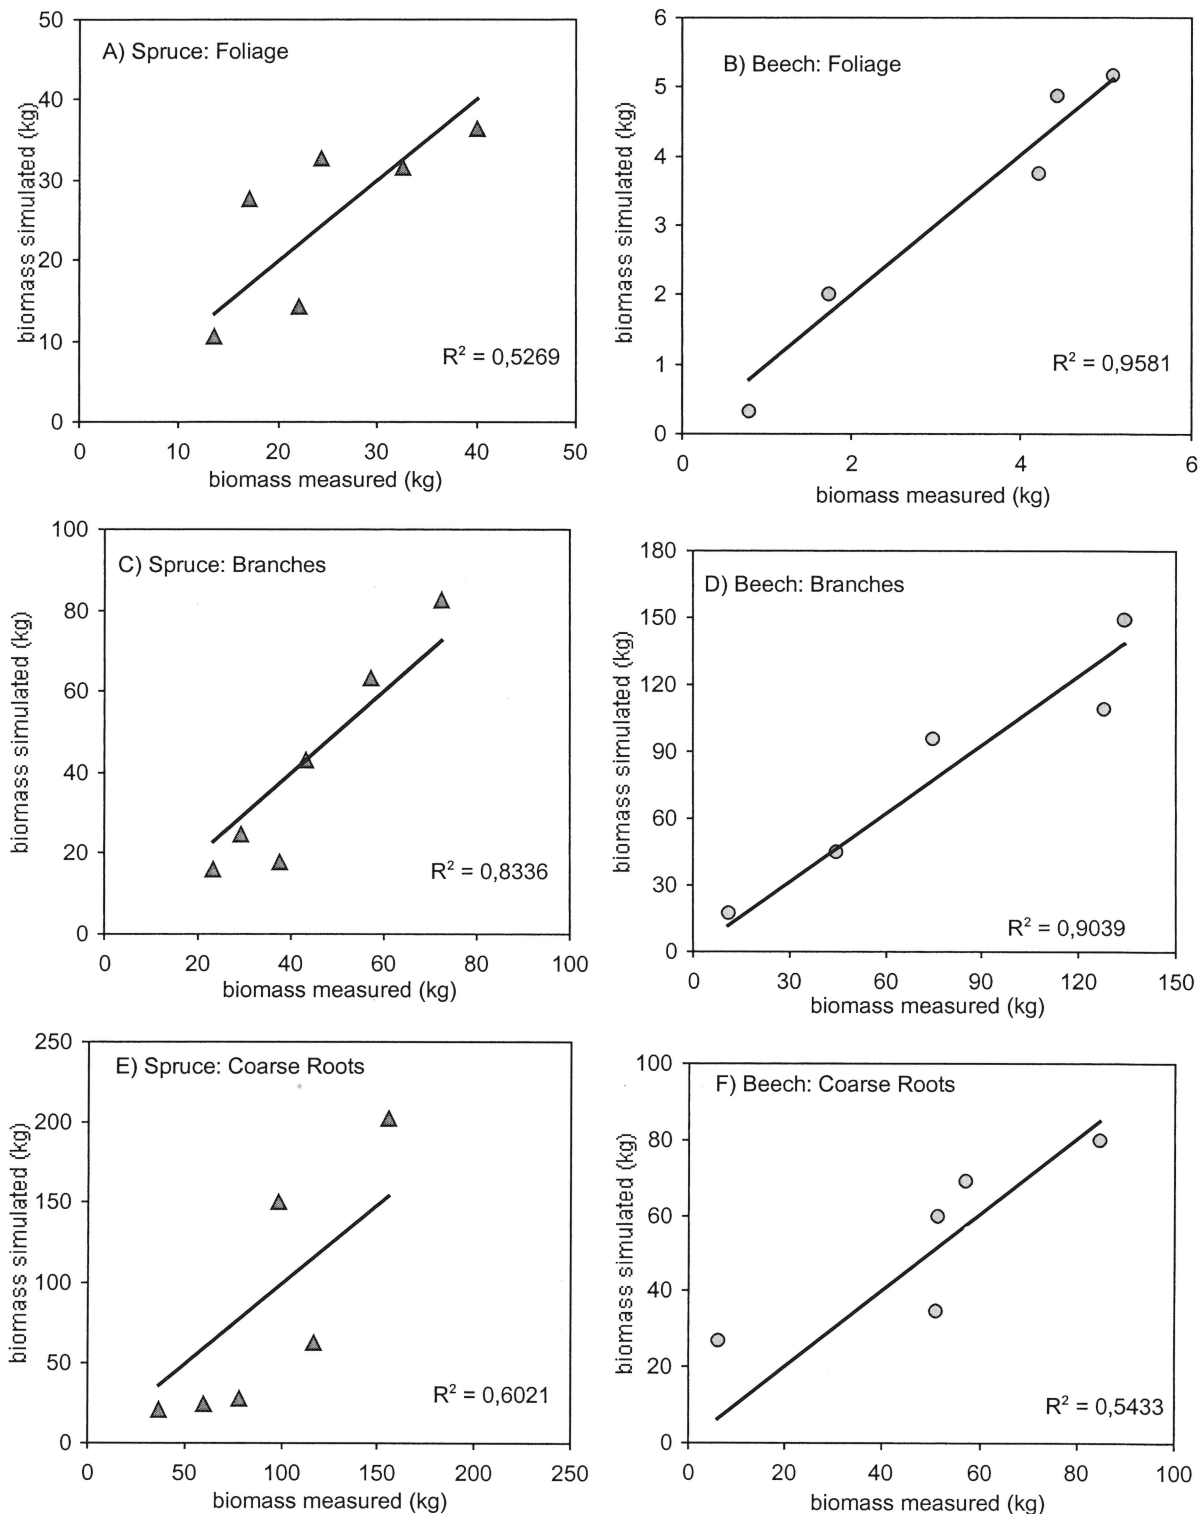 A) Spruce: Foliage
biomass simulated (kg)
50
40
30
20
10
0
R² = 0,5269
0 10 20 30 40 50
biomass measured (kg)
B) Beech: Foliage
biomass simulated (kg)
6
5
4
3
2
1
0
R² = 0,9581
0 2 4 6
biomass measured (kg)
C) Spruce: Branches
biomass simulated (kg)
100
80
60
40
20
0
R² = 0,8336
0 20 40 60 80 100
biomass measured (kg)
D) Beech: Branches
biomass simulated (kg)
180
150
120
90
60
30
0
R² = 0,9039
0 30 60 90 120 150
biomass measured (kg)
E) Spruce: Coarse Roots
biomass simulated (kg)
250
200
150
100
50
0
R² = 0,6021
0 50 100 150 200 250
biomass measured (kg)
F) Beech: Coarse Roots
biomass simulated (kg)
100
80
60
40
20
0
R² = 0,5433
0 20 40 60 80 100
biomass measured (kg)